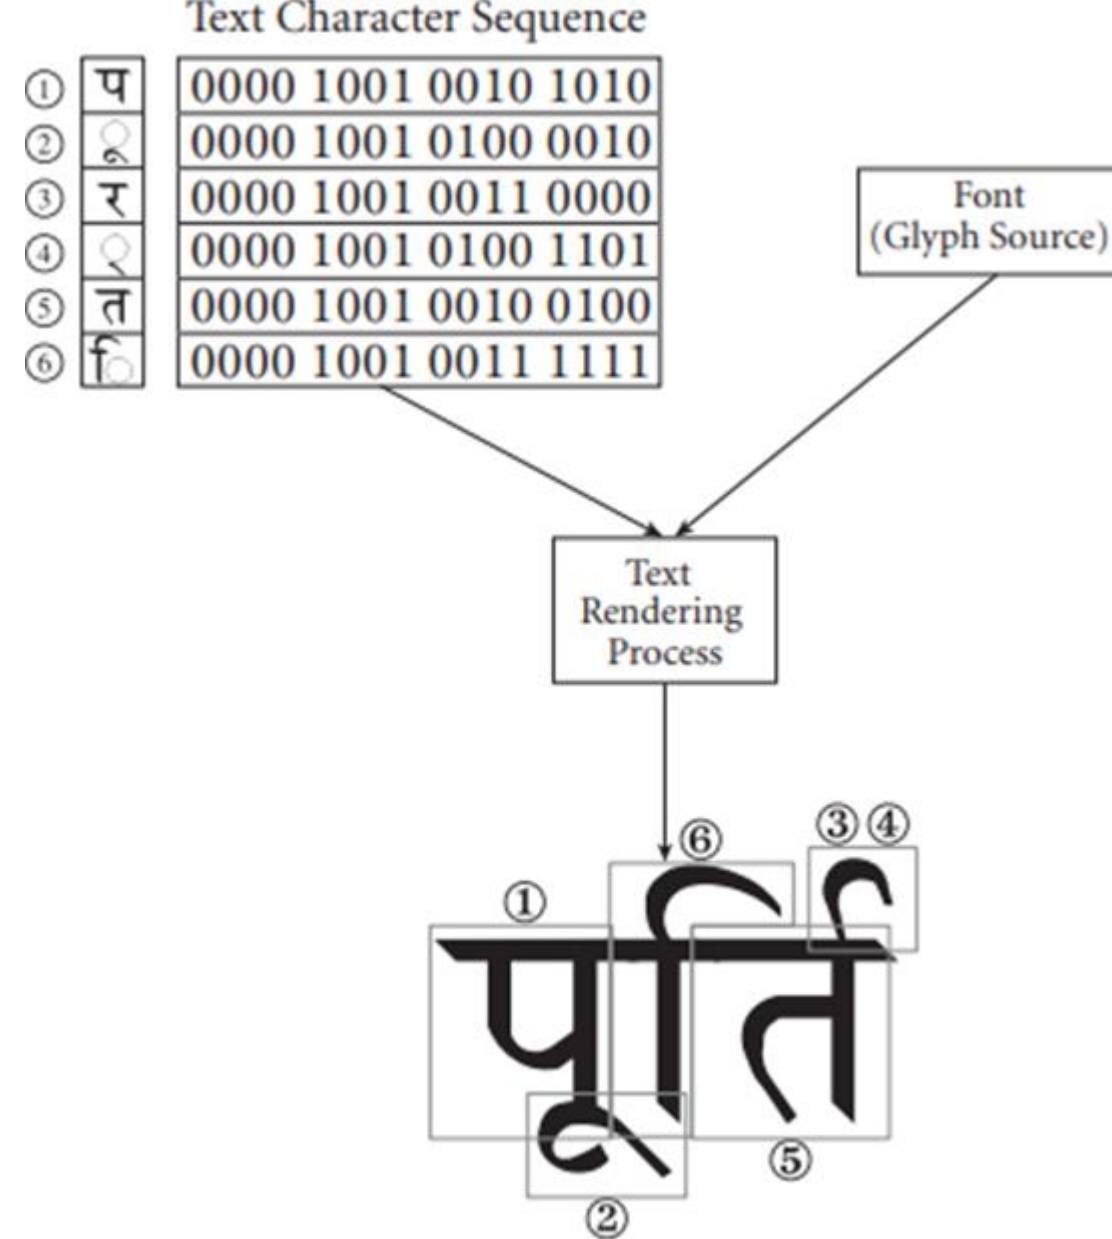 Text Character Sequence
① प 0000 1001 0010 1010
② ू 0000 1001 0100 0010
③ र 0000 1001 0011 0000
④ ् 0000 1001 0100 1101
⑤ त 0000 1001 0010 0100
⑥ ि 0000 1001 0011 1111
Font
(Glyph Source)
Text
Rendering
Process
③ ④
⑥
①
पूर्ति
⑤
②